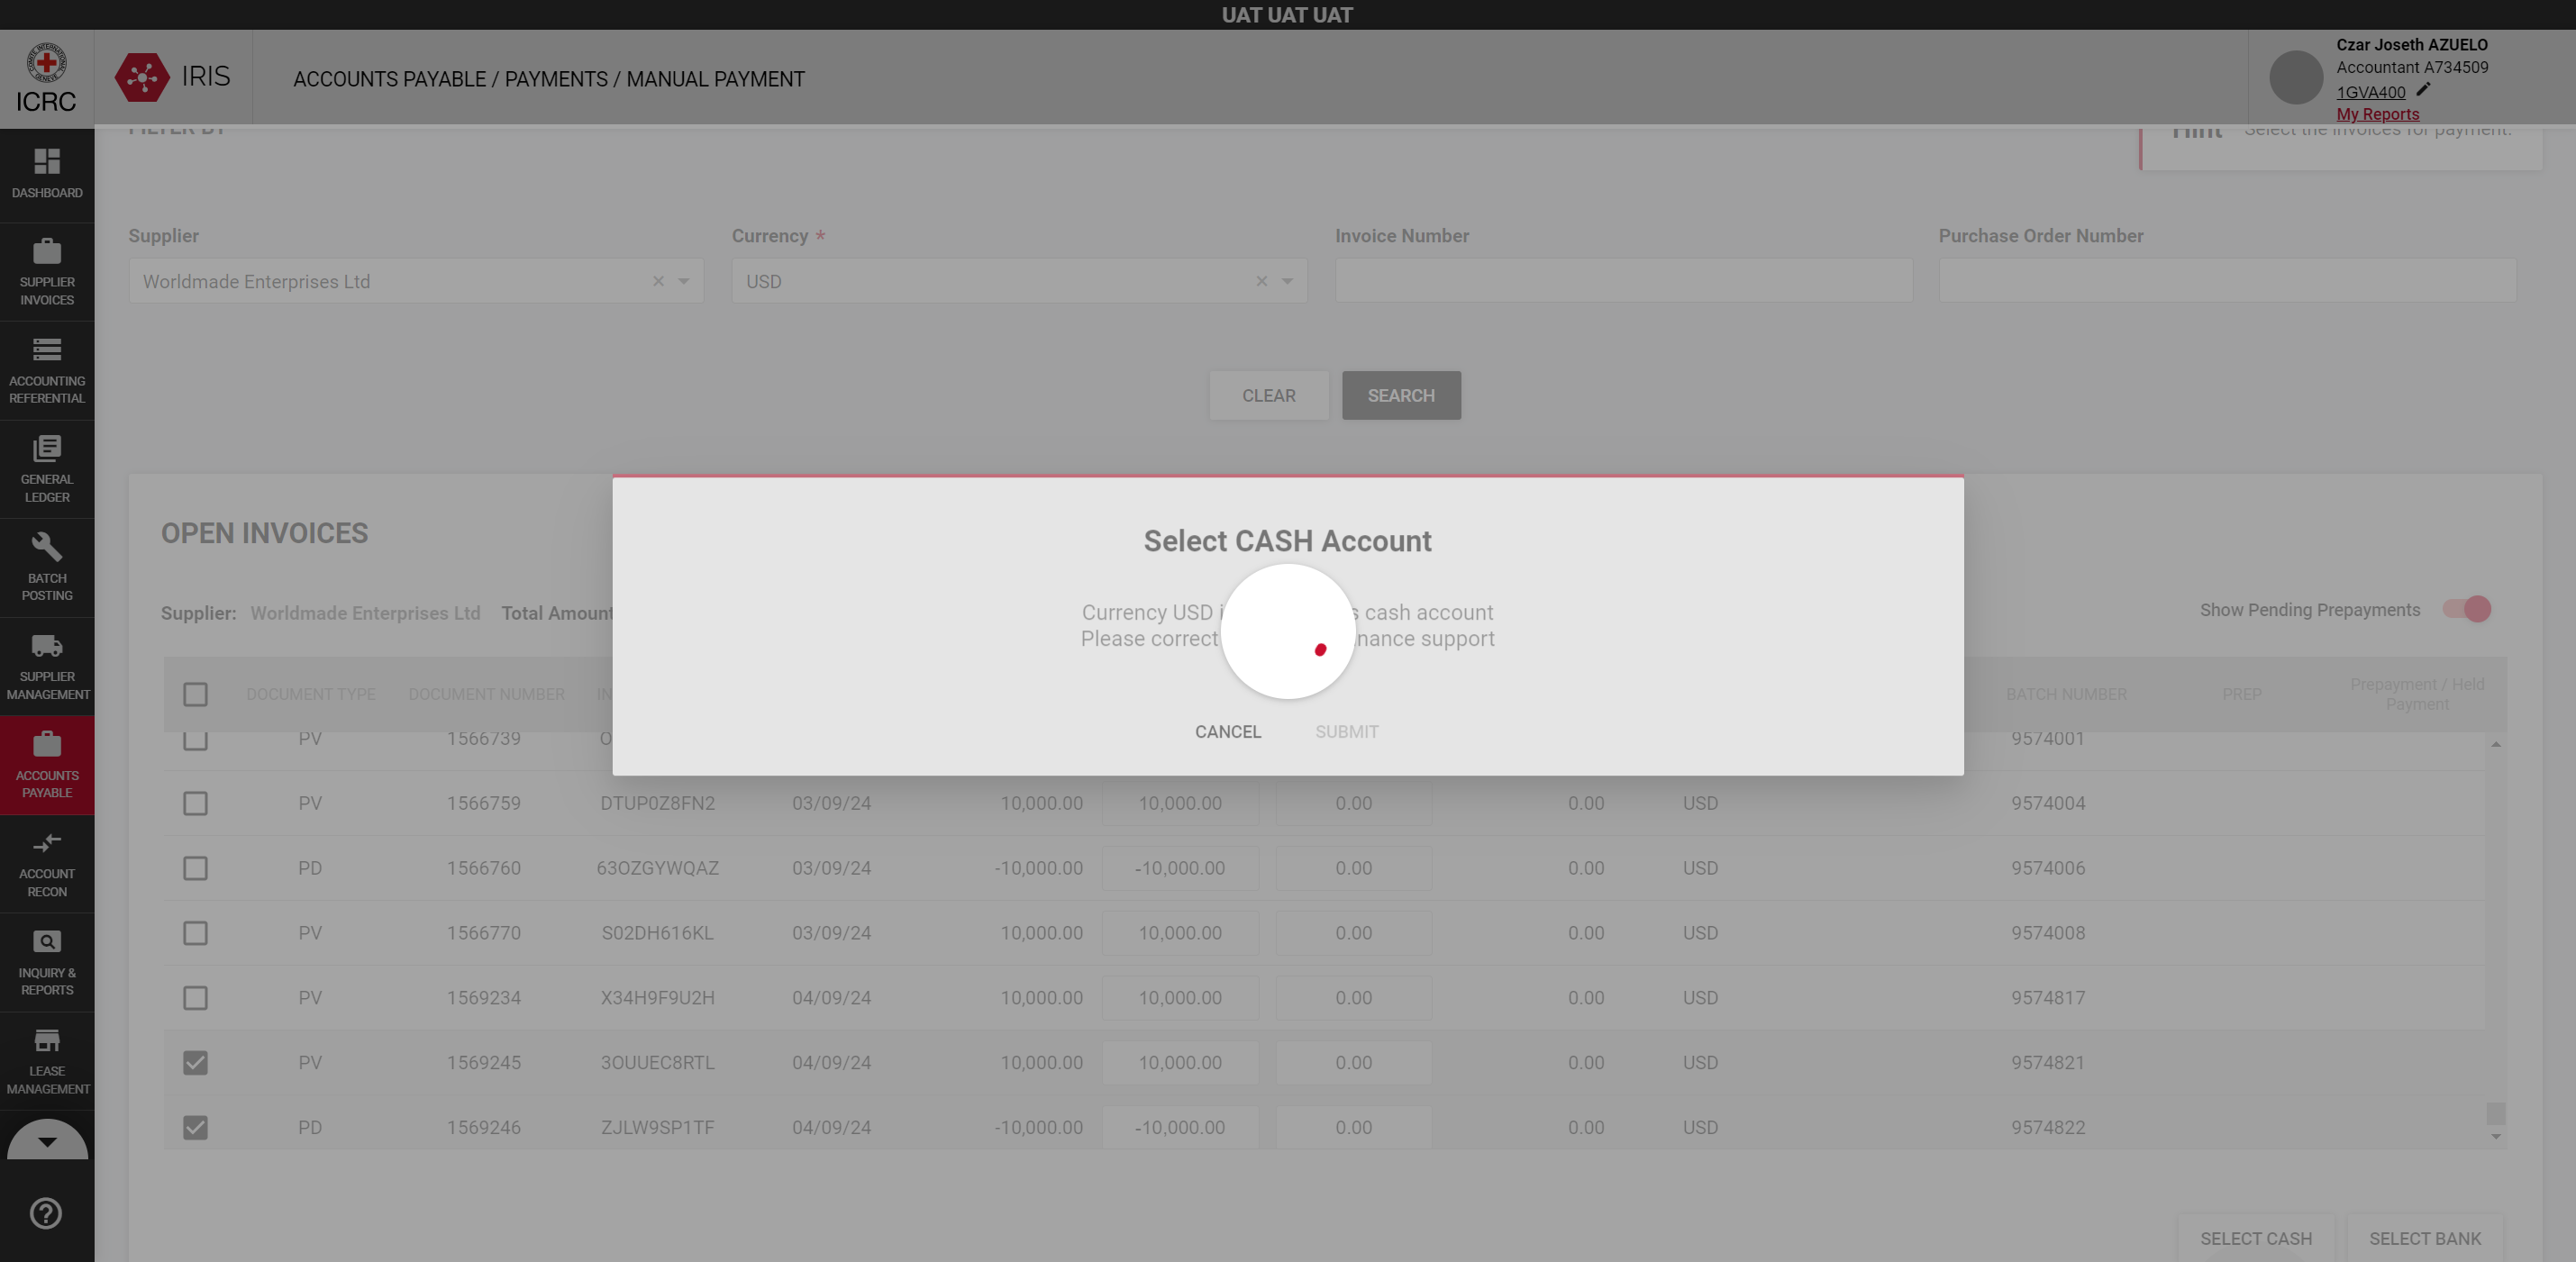 UAT UAT UAT
ICRC
IRIS
ACCOUNTS PAYABLE / PAYMENTS / MANUAL PAYMENT
Czar Joseth AZUELO
Accountant A734509
1GVA400
My Reports
FILTER BY
Hint Select the invoices for payment.
DASHBOARD
SUPPLIER
INVOICES
ACCOUNTING
REFERENTIAL
GENERAL
LEDGER
BATCH
POSTING
SUPPLIER
MANAGEMENT
ACCOUNTS
PAYABLE
ACCOUNT
RECON
INQUIRY &
REPORTS
LEASE
MANAGEMENT
Supplier Currency * Invoice Number Purchase Order Number
Worldmade Enterprises Ltd USD
CLEAR SEARCH
OPEN INVOICES
Supplier: Worldmade Enterprises Ltd Total Amount
Show Pending Prepayments
Select CASH Account
Currency USD cash account
Please correct support
CANCEL SUBMIT
DOCUMENT TYPE DOCUMENT NUMBER BATCH NUMBER PREP Prepayment / Held
Payment
PV 1566739 9574001
PV 1566759 DTUP0Z8FN2 03/09/24 10,000.00 10,000.00 0.00 0.00 USD 9574004
PD 1566760 63OZGYWQAZ 03/09/24 -10,000.00 -10,000.00 0.00 0.00 USD 9574006
PV 1566770 S02DH616KL 03/09/24 10,000.00 10,000.00 0.00 0.00 USD 9574008
PV 1569234 X34H9F9U2H 04/09/24 10,000.00 10,000.00 0.00 0.00 USD 9574817
PV 1569245 3OUUEC8RTL 04/09/24 10,000.00 10,000.00 0.00 0.00 USD 9574821
PD 1569246 ZJLW9SP1TF 04/09/24 -10,000.00 -10,000.00 0.00 0.00 USD 9574822
SELECT CASH SELECT BANK